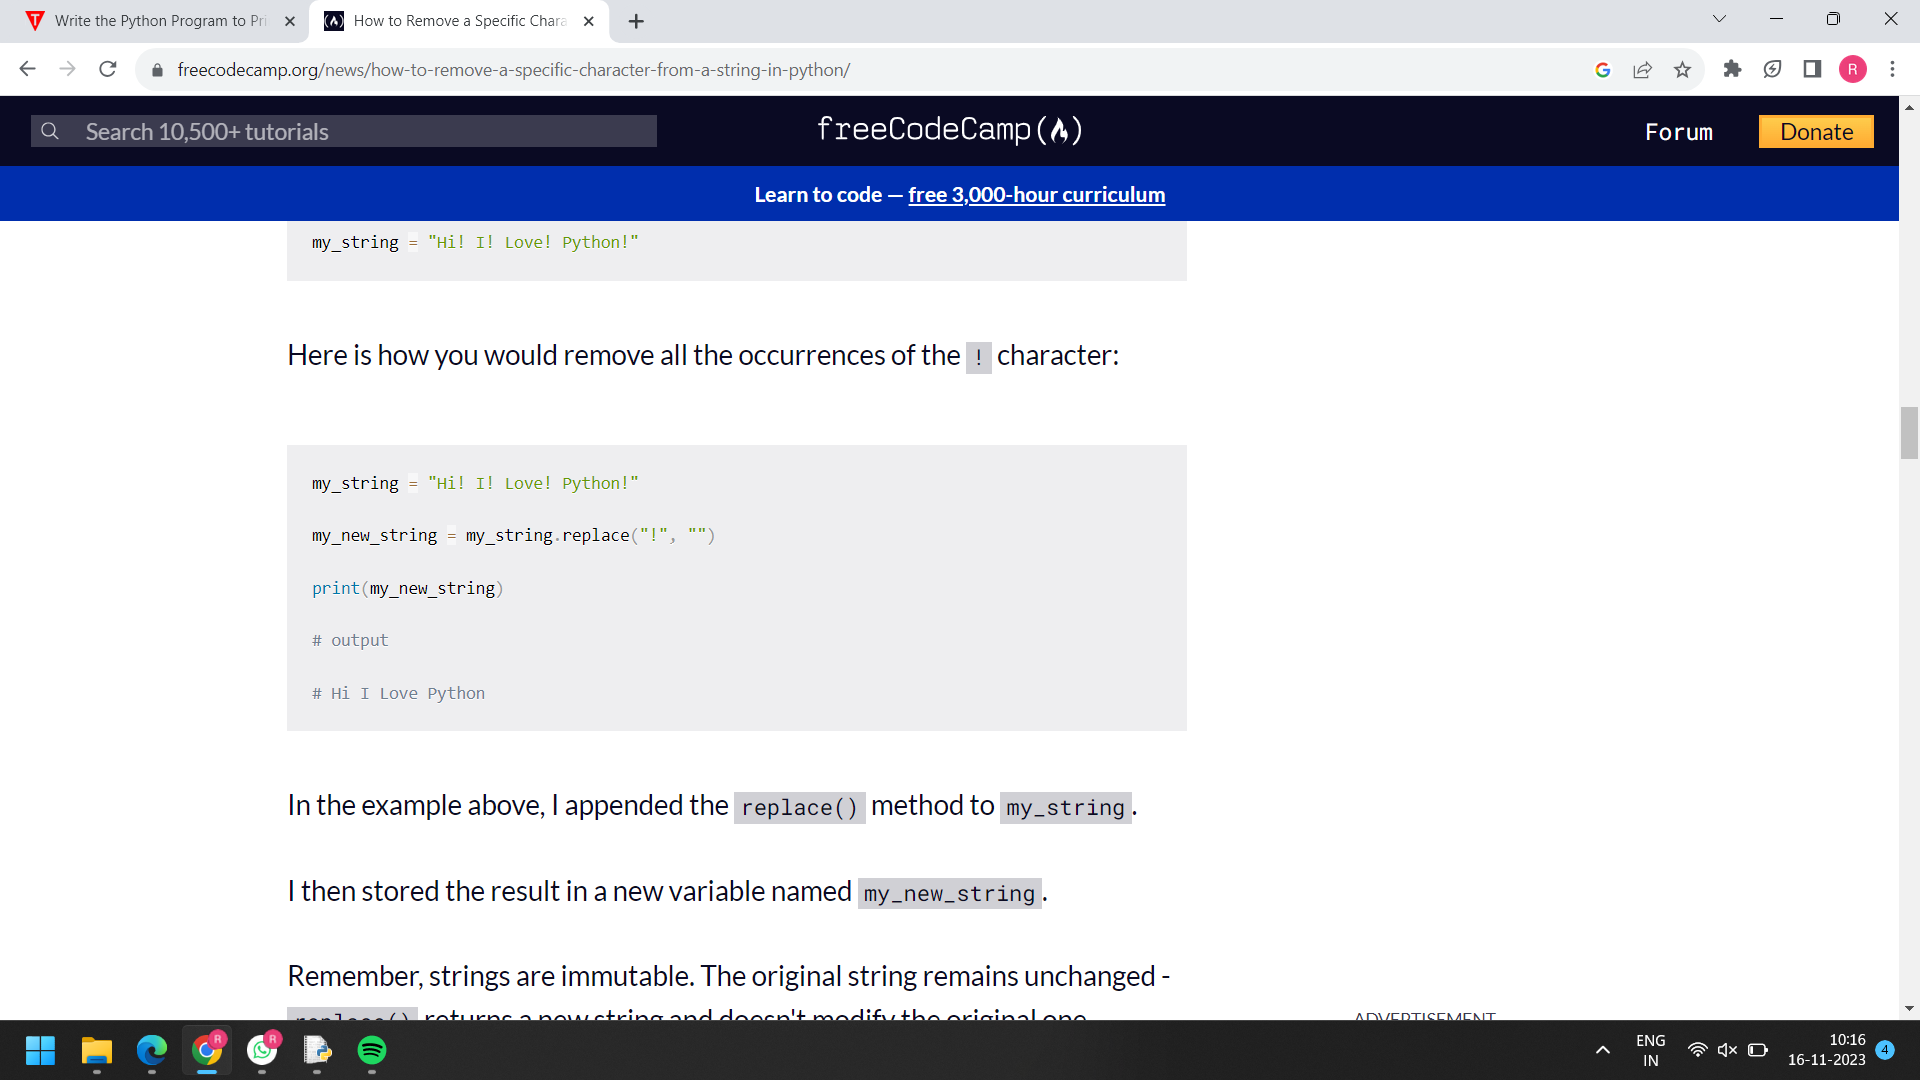 Write the Python Program to Pri
How to Remove a Specific Chara
freecodecamp.org/news/how-to-remove-a-specific-character-from-a-string-in-python/
R
Search 10,500+ tutorials
freeCodeCamp
Forum
Donate
Learn to code — free 3,000-hour curriculum
my_string = "Hi! I! Love! Python!"
Here is how you would remove all the occurrences of the ! character:
my_string = "Hi! I! Love! Python!"
my_new_string = my_string.replace("!", "")
print(my_new_string)
# output
# Hi I Love Python
In the example above, I appended the replace() method to my_string.
I then stored the result in a new variable named my_new_string.
Remember, strings are immutable. The original string remains unchanged -
replace() returns a new string and doesn't modify the original one.
ADVERTISEMENT
R
R
ENG
IN
10:16
16-11-2023
4